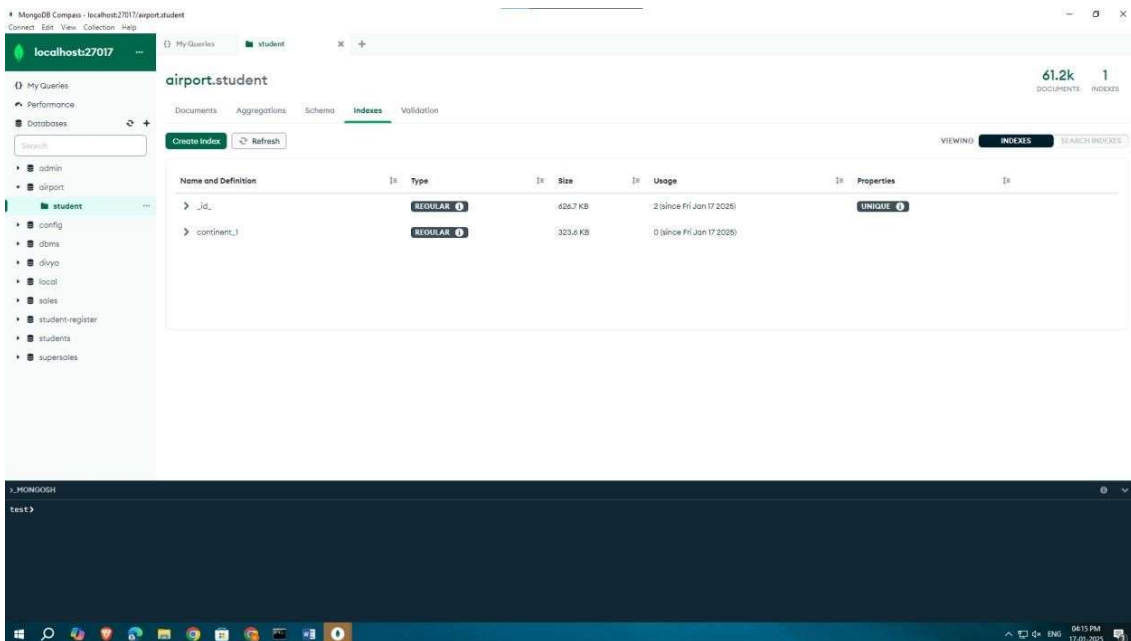 MongoDB Compass - localhost:27017/airport.student
Connect Edit View Collection Help
localhost:27017 ...
{} My Queries
student
airport.student
61.2k 1
DOCUMENTS INDEXES
My Queries
Performance
Databases
Search
admin
airport
student ...
config
dbms
divya
local
sales
student-register
students
supersales
Documents Aggregations Schema Indexes Validation
Create Index Refresh
VIEWING INDEXES SEARCH INDEXES
Name and Definition Type Size Usage Properties
_id_ REGULAR 626.7 KB 2 (since Fri Jan 17 2025) UNIQUE
continent_1 REGULAR 323.6 KB 0 (since Fri Jan 17 2025)
>_MONGOSH
test>
ENG
04:15 PM
17-01-2025